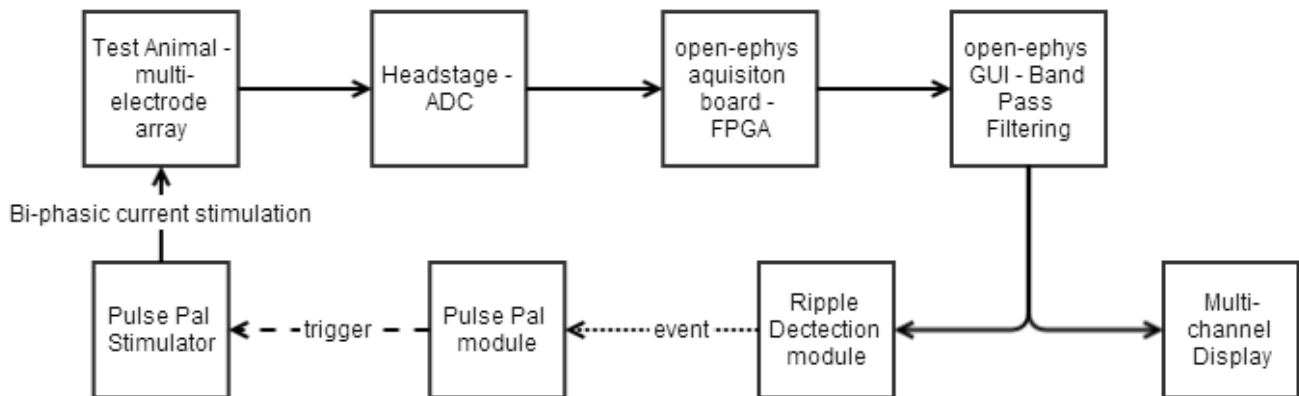 Test Animal -
multi-
electrode
array
Headstage -
ADC
open-ephys
aquisiton
board -
FPGA
open-ephys
GUI - Band
Pass
Filtering
Bi-phasic current stimulation
Pulse Pal
Stimulator
trigger
Pulse Pal
module
event
Ripple
Dectection
module
Multi-
channel
Display